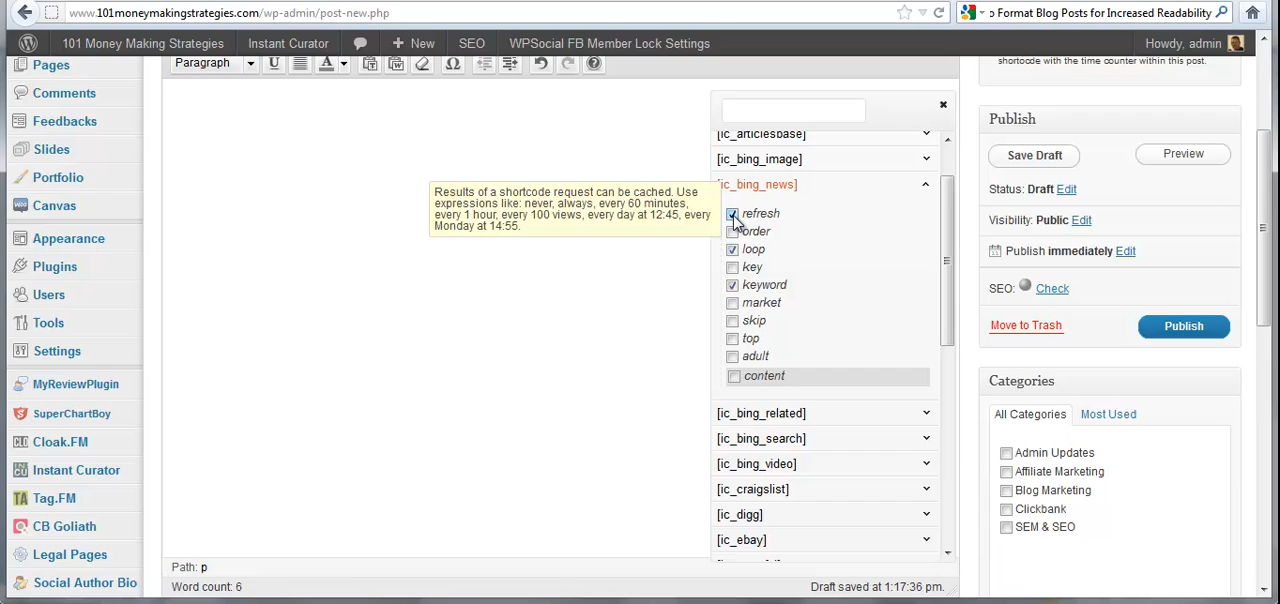 www.101moneymakingstrategies.com/wp-admin/post-new.php
o Format Blog Posts for Increased Readability
101 Money Making Strategies
Instant Curator
New
SEO
WPSocial FB Member Lock Settings
Howdy, admin
Pages
Comments
Feedbacks
Slides
Portfolio
Canvas
Appearance
Plugins
Users
Tools
Settings
MyReviewPlugin
SuperChartBoy
Cloak.FM
Instant Curator
Tag.FM
CB Goliath
Legal Pages
Social Author Bio
Paragraph
[ic_articlesbase]
[ic_bing_image]
[ic_bing_news]
Results of a shortcode request can be cached. Use
expressions like: never, always, every 60 minutes,
every 1 hour, every 100 views, every day at 12:45, every
Monday at 14:55.
refresh
order
loop
key
keyword
market
skip
top
adult
content
[ic_bing_related]
[ic_bing_search]
[ic_bing_video]
[ic_craigslist]
[ic_digg]
[ic_ebay]
Path: p
Word count: 6
Draft saved at 1:17:36 pm.
shortcode with the time counter within this post.
Publish
Save Draft
Preview
Status: Draft Edit
Visibility: Public Edit
Publish immediately Edit
SEO: Check
Move to Trash
Publish
Categories
All Categories
Most Used
Admin Updates
Affiliate Marketing
Blog Marketing
Clickbank
SEM & SEO